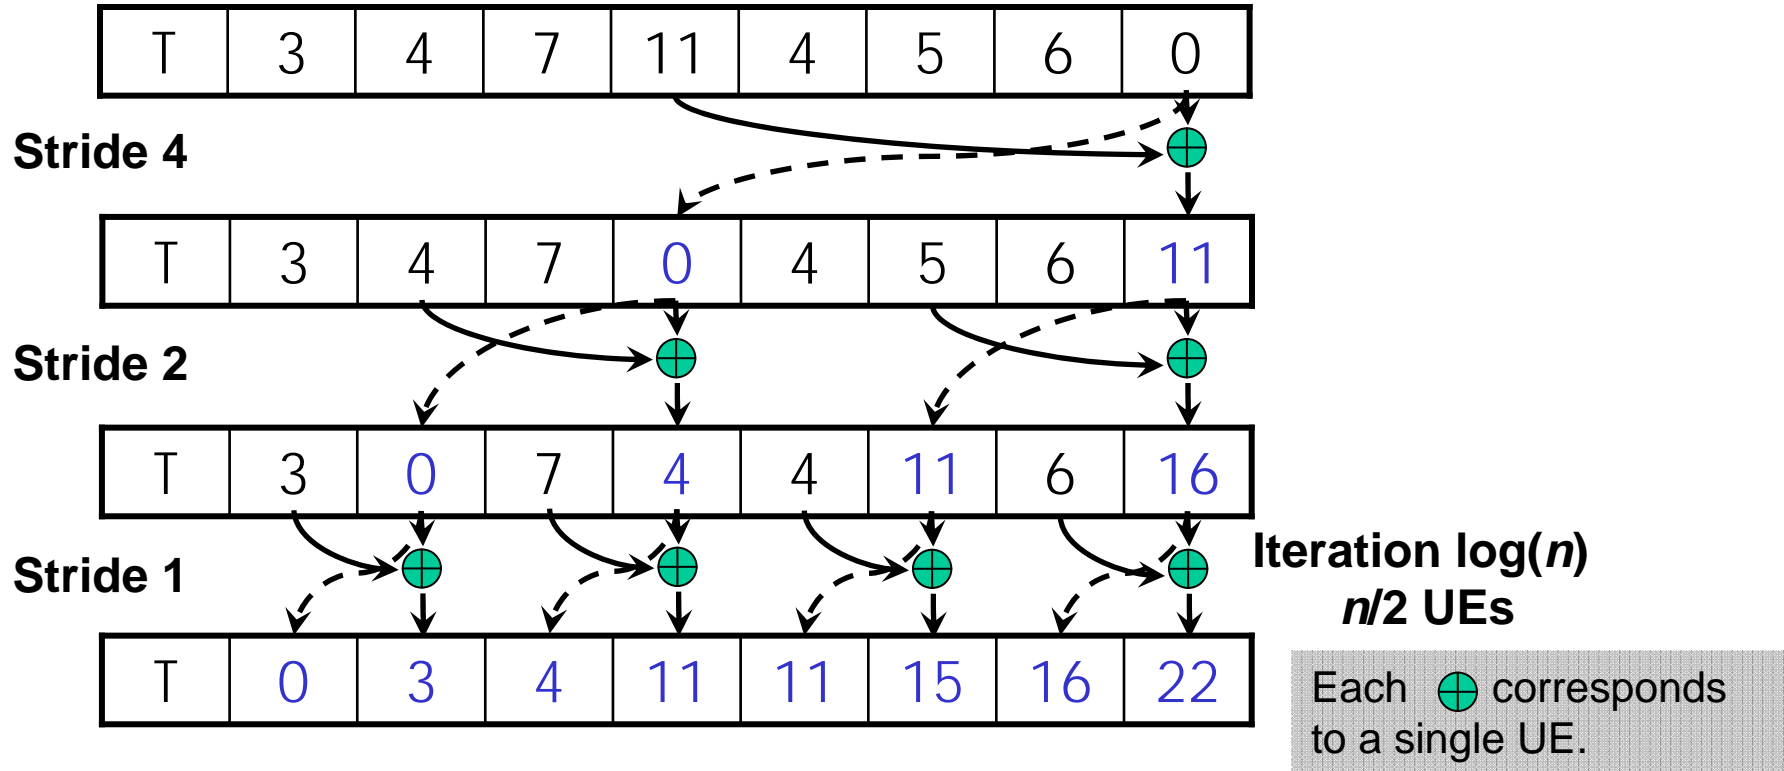 T 3 4 7 11 4 5 6 0
Stride 4
T 3 4 7 0 4 5 6 11
Stride 2
T 3 0 7 4 4 11 6 16
Stride 1
Iteration log(n)
n/2 UEs
T 0 3 4 11 11 15 16 22
Each corresponds
to a single UE.